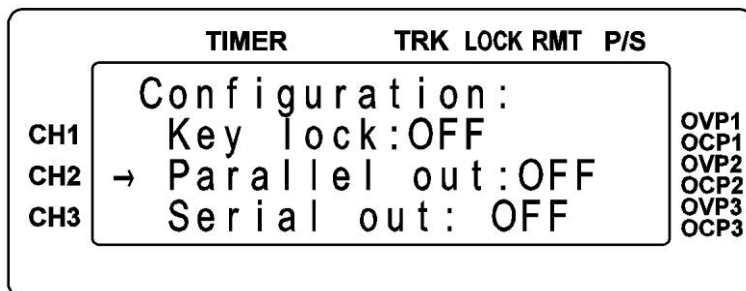 TIMER TRK LOCK RMT P/S
Configuration:
CH1 Key lock:OFF OVP1
OCP1
CH2 → Parallel out:OFF OVP2
OCP2
CH3 Serial out: OFF OVP3
OCP3